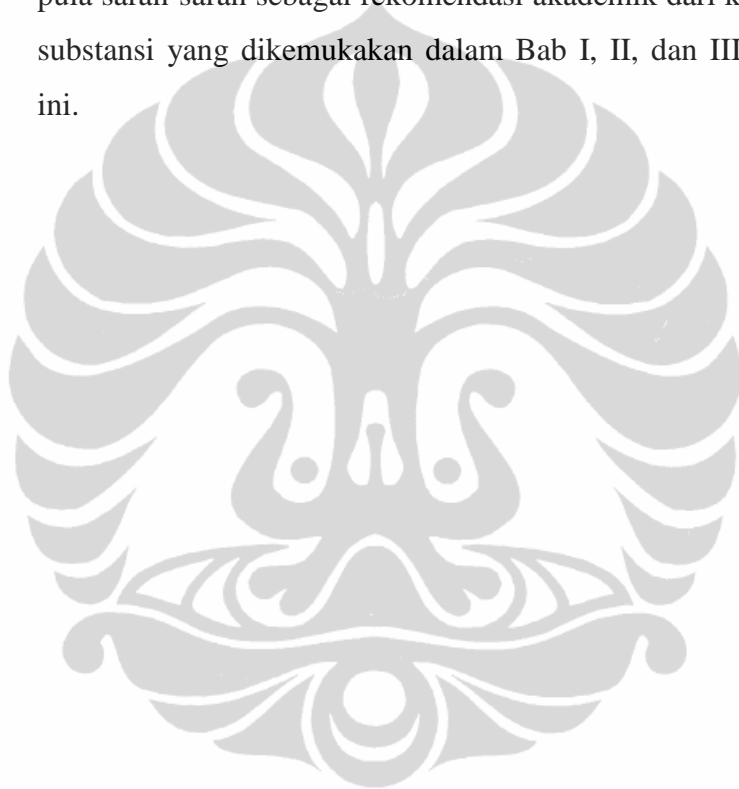 pula saran-saran sebagai rekomendasi akademik dari
substansi yang dikemukakan dalam Bab I, II, dan III
ini.